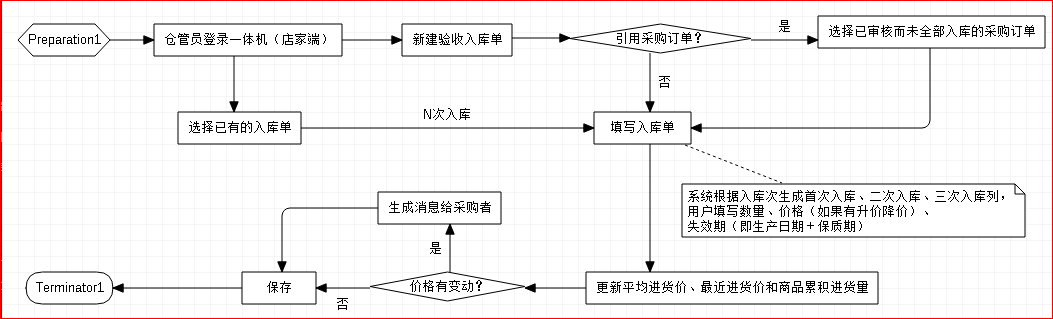 Preparation1
仓管员登录一体机（店家端）
新建验收入库单
引用采购订单？
是
选择已审核而未全部入库的采购订单
否
选择已有的入库单
N次入库
填写入库单
系统根据入库次生成首次入库、二次入库、三次入库列，
用户填写数量、价格（如果有升价降价）、
失效期（即生产日期＋保质期）
生成消息给采购者
是
Terminator1
保存
否
价格有变动？
更新平均进货价、最近进货价和商品累积进货量